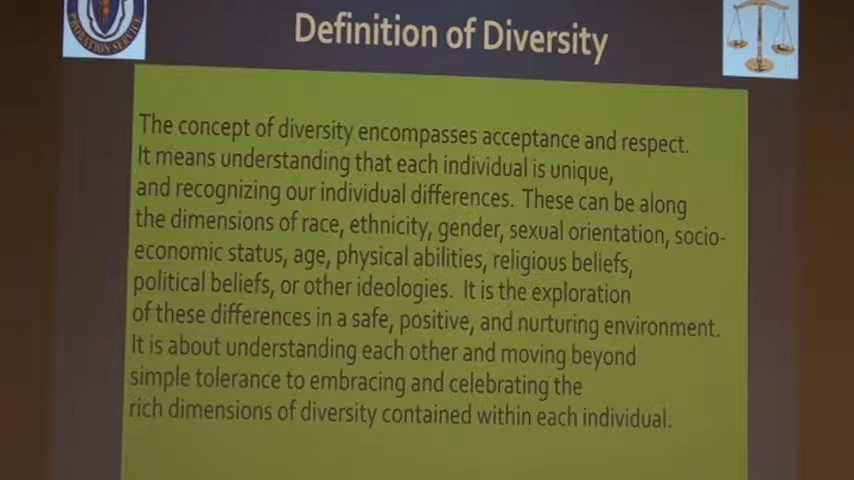 Definition of Diversity
PROBATION SERVICE
The concept of diversity encompasses acceptance and respect.
It means understanding that each individual is unique,
and recognizing our individual differences. These can be along
the dimensions of race, ethnicity, gender, sexual orientation, socio-
economic status, age, physical abilities, religious beliefs,
political beliefs, or other ideologies. It is the exploration
of these differences in a safe, positive, and nurturing environment.
It is about understanding each other and moving beyond
simple tolerance to embracing and celebrating the
rich dimensions of diversity contained within each individual.